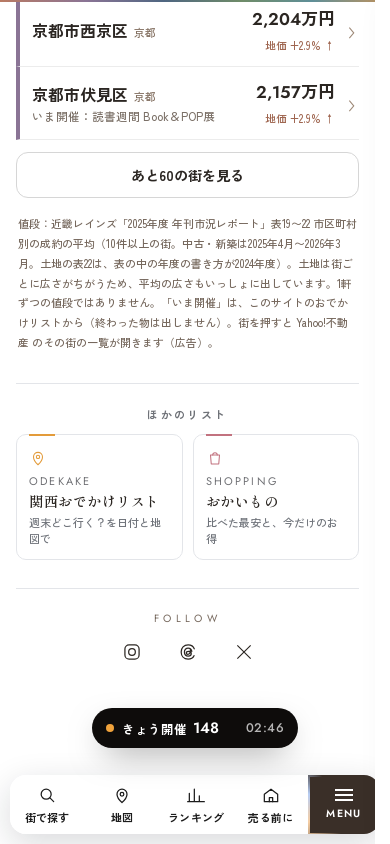 京都市西京区 京都
2,204万円
地価 +2.9% ↑
京都市伏見区 京都
いま開催：読書週間 Book＆POP展
2,157万円
地価 +2.9% ↑
あと60の街を見る
値段：近畿レインズ「2025年度 年刊市況レポート」表19〜22 市区町村
別の成約の平均（10件以上の街。中古・新築は2025年4月〜2026年3
月。土地の表22は、表の中の年度の書き方が2024年度）。土地は街ご
とに広さがちがうため、平均の広さもいっしょに出しています。1軒
ずつの値段ではありません。「いま開催」は、このサイトのおでか
けリストから（終わった物は出しません）。街を押すと Yahoo!不動
産 のその街の一覧が開きます（広告）。
ほかのリスト
ODEKAKE
関西おでかけリスト
週末どこ行く？を日付と地
図で
SHOPPING
おかいもの
比べた最安と、今だけのお
得
FOLLOW
きょう開催 148 02:46
街で探す
地図
ランキング
売る前に
MENU